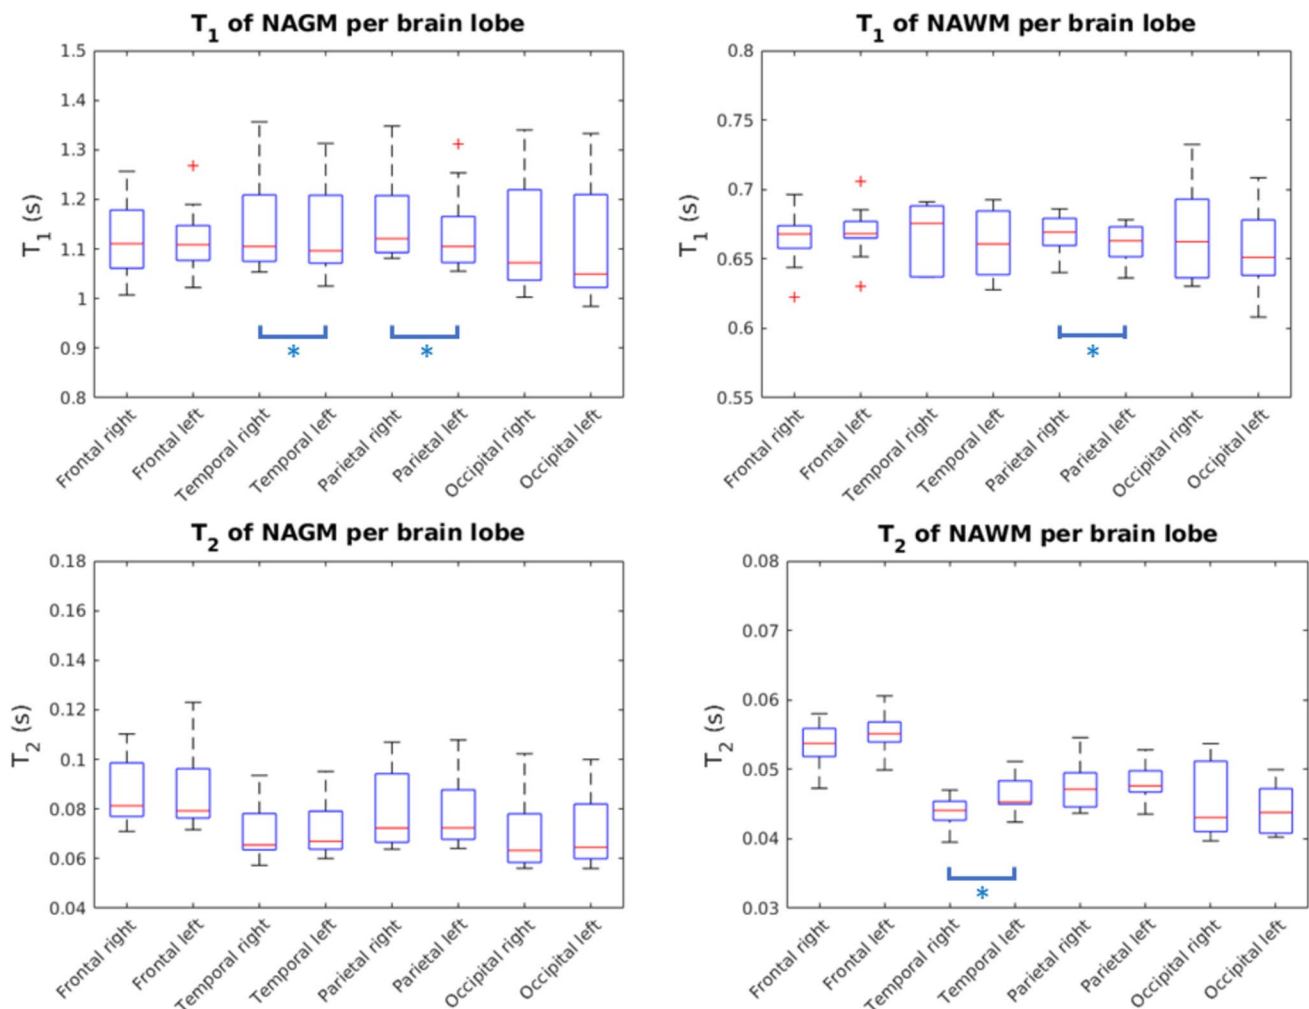 T1 of NAGM per brain lobe
T1 (s)
1.5
1.4
1.3
1.2
1.1
1
0.9
0.8
*
*
Frontal right
Frontal left
Temporal right
Temporal left
Parietal right
Parietal left
Occipital right
Occipital left
T1 of NAWM per brain lobe
T1 (s)
0.8
0.75
0.7
0.65
0.6
0.55
*
Frontal right
Frontal left
Temporal right
Temporal left
Parietal right
Parietal left
Occipital right
Occipital left
T2 of NAGM per brain lobe
T2 (s)
0.18
0.16
0.14
0.12
0.1
0.08
0.06
0.04
Frontal right
Frontal left
Temporal right
Temporal left
Parietal right
Parietal left
Occipital right
Occipital left
T2 of NAWM per brain lobe
T2 (s)
0.08
0.07
0.06
0.05
0.04
0.03
*
Frontal right
Frontal left
Temporal right
Temporal left
Parietal right
Parietal left
Occipital right
Occipital left